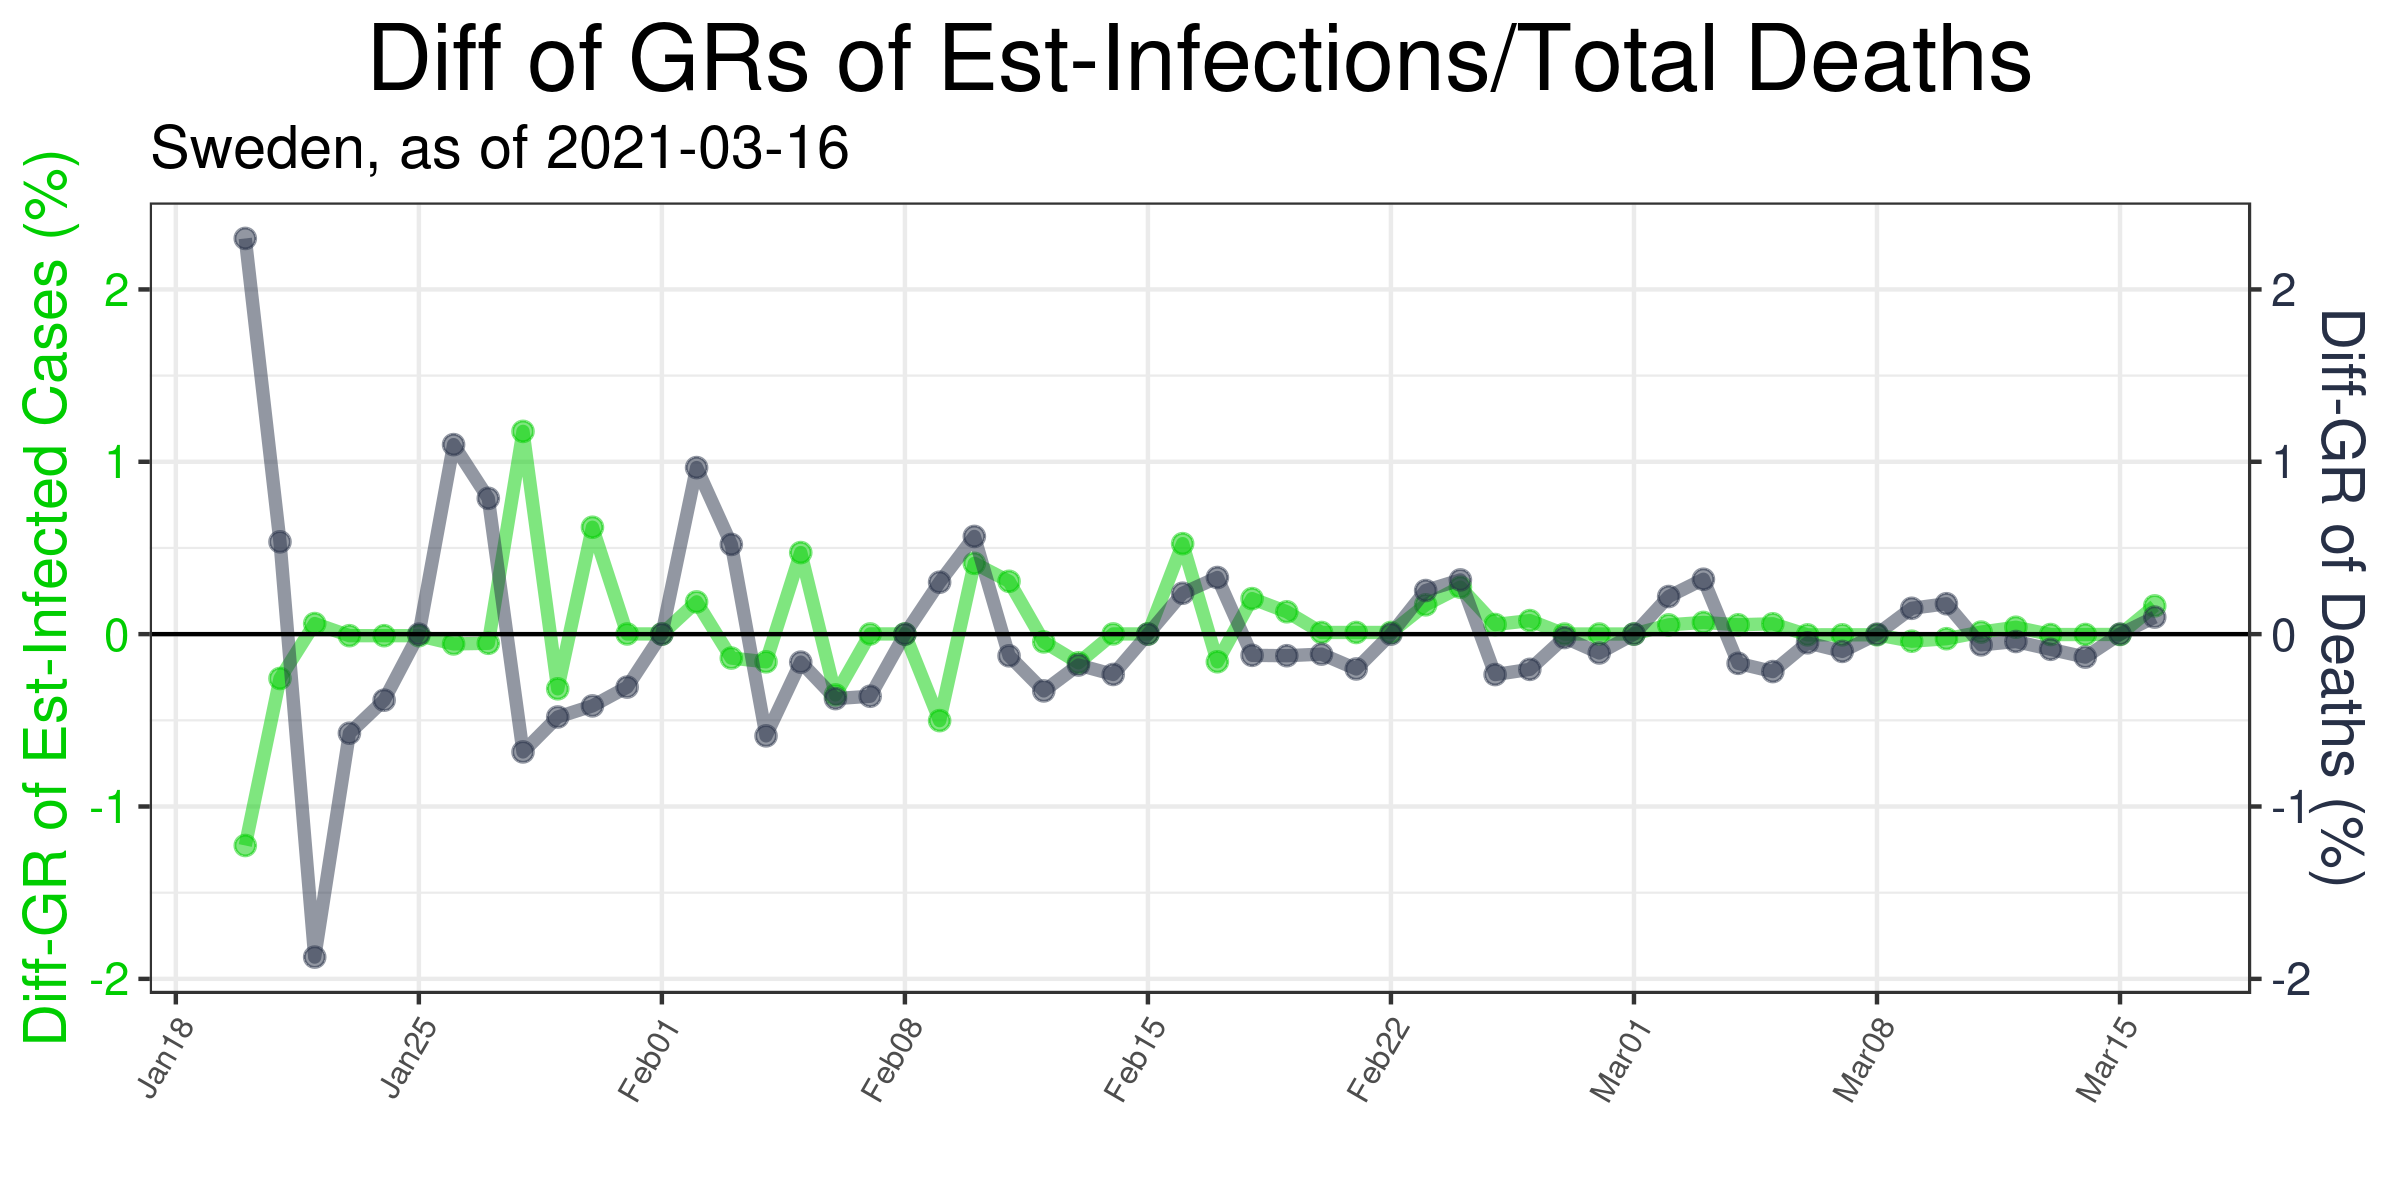 Diff of GRs of Est-Infections/Total Deaths
Sweden, as of 2021-03-16
Diff-GR of Est-Infected Cases (%)
2
1
0
-1
-2
2
1
0
-1
-2
Diff-GR of Deaths (%)
Jan18
Jan25
Feb01
Feb08
Feb15
Feb22
Mar01
Mar08
Mar15